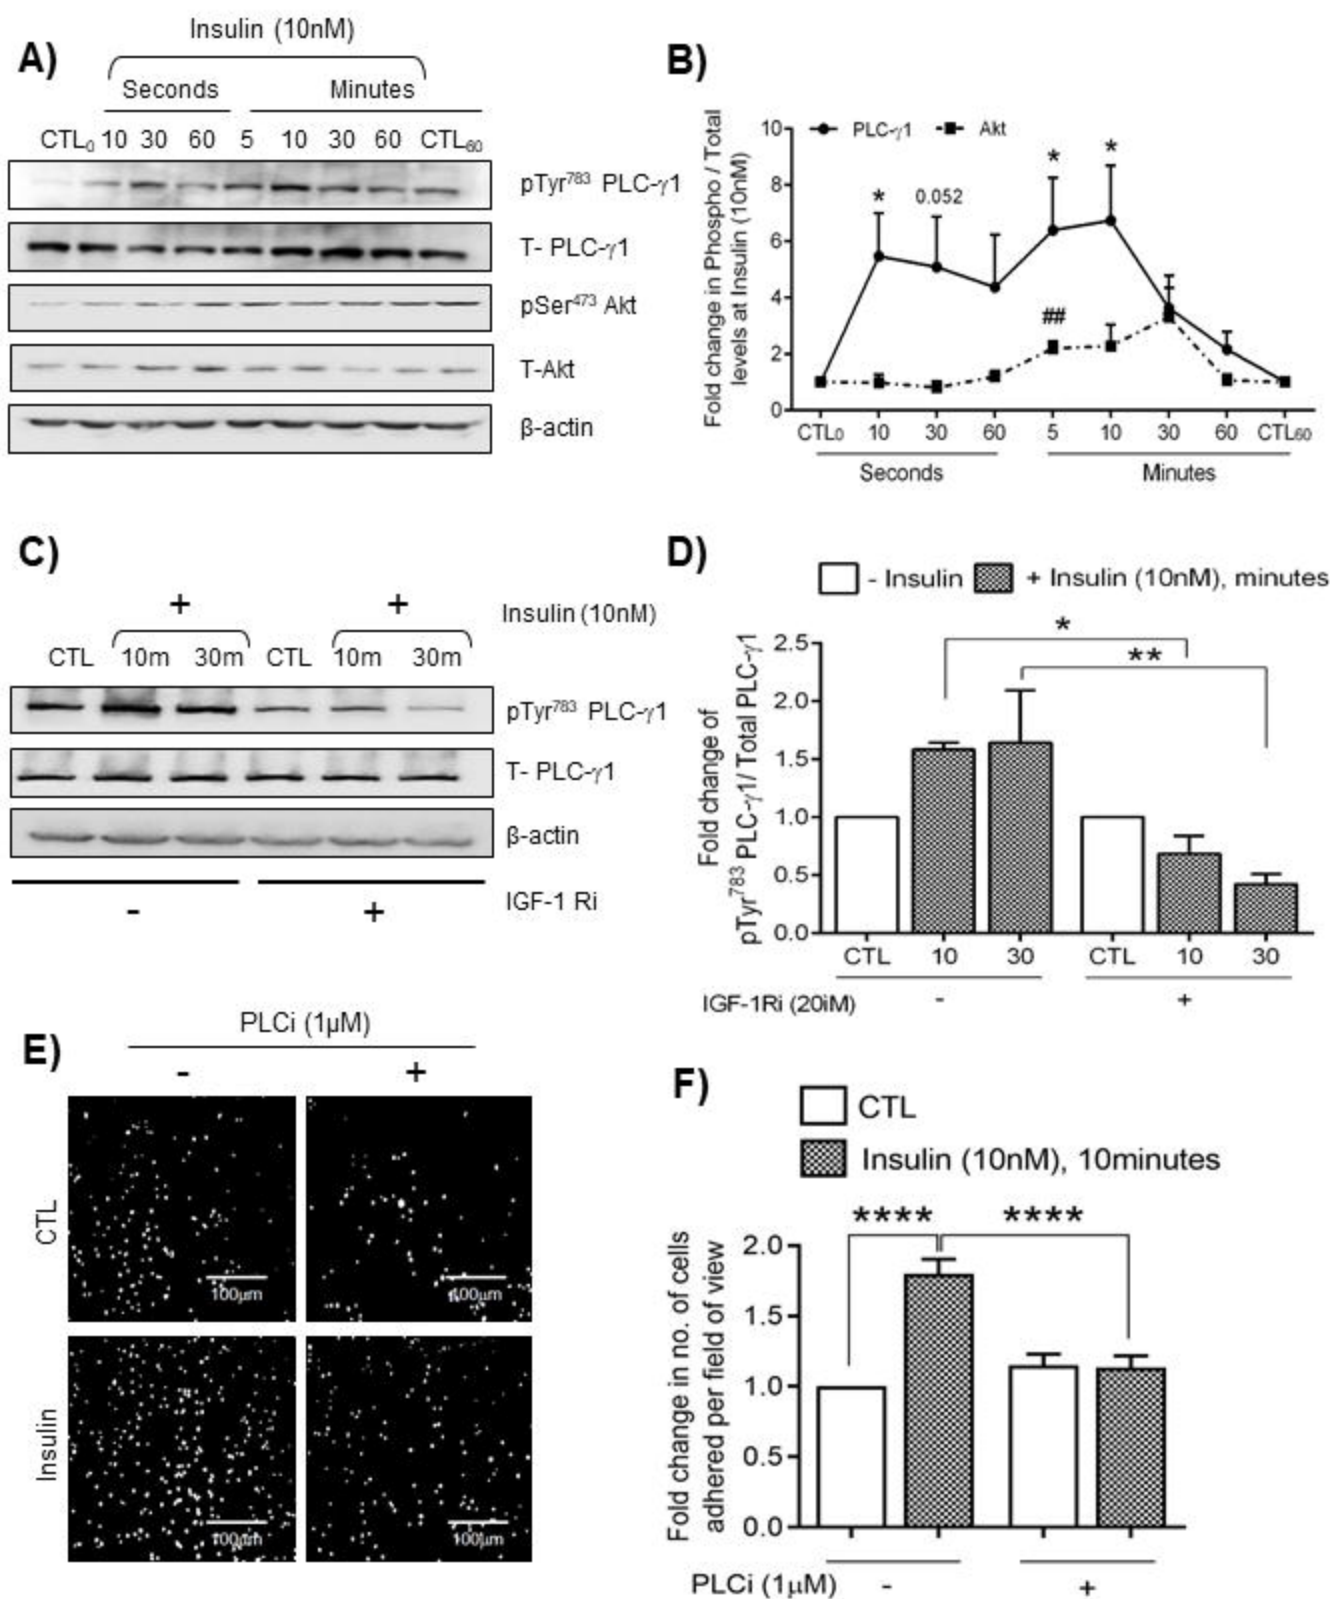 A)
Insulin (10nM)
Seconds Minutes
CTL₀ 10 30 60 5 10 30 60 CTL₆₀
pTyr⁷⁸³ PLC-γ1
T- PLC-γ1
pSer⁴⁷³ Akt
T-Akt
β-actin
B)
PLC-γ1 Akt
Fold change in Phospho / Total
levels at Insulin (10nM)
10
8
6
4
2
0
*
0.052
*
*
##
CTL₀ 10 30 60 5 10 30 60 CTL₆₀
Seconds Minutes
C)
+ + Insulin (10nM)
CTL 10m 30m CTL 10m 30m
pTyr⁷⁸³ PLC-γ1
T- PLC-γ1
β-actin
- + IGF-1 Ri
D)
- Insulin + Insulin (10nM), minutes
Fold change of
pTyr⁷⁸³ PLC-γ1/ Total PLC-γ1
2.5
2.0
1.5
1.0
0.5
0.0
*
**
CTL 10 30 CTL 10 30
IGF-1Ri (20iM) - +
E)
PLCi (1µM)
- +
CTL
100µm 100µm
Insulin
100µm 100µm
F)
CTL
Insulin (10nM), 10minutes
**** ****
Fold change in no. of cells
adhered per field of view
2.0
1.5
1.0
0.5
0.0
PLCi (1µM) - +